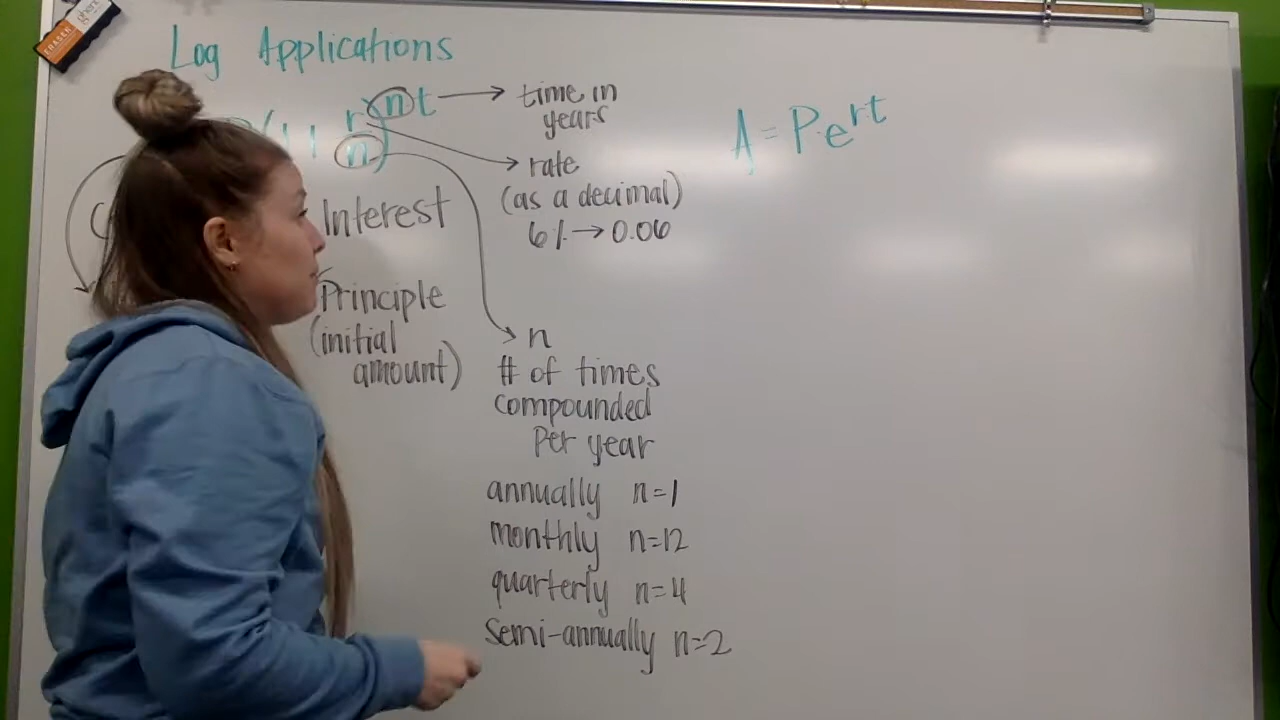 Log Applications
r nt
n
time in
years
A = P·e^rt
rate
(as a decimal)
6% → 0.06
Interest
Principle
(initial
amount)
n
# of times
compounded
per year
annually n=1
monthly n=12
quarterly n=4
Semi-annually n=2
ERASER